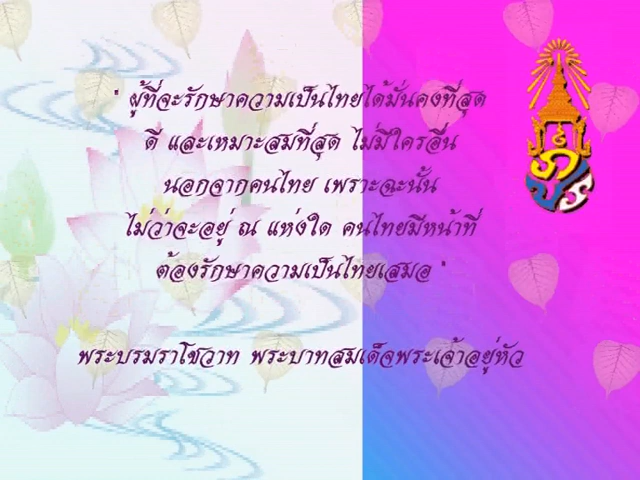 " ผู้ที่จะรักษาความเป็นไทยได้มั่นคงที่สุด
ดี และเหมาะสมที่สุด ไม่มีใครอื่น
นอกจากคนไทย เพราะฉะนั้น
ไม่ว่าจะอยู่ ณ แห่งใด คนไทยมีหน้าที่
ต้องรักษาความเป็นไทยเสมอ "
พระบรมราโชวาท พระบาทสมเด็จพระเจ้าอยู่หัว